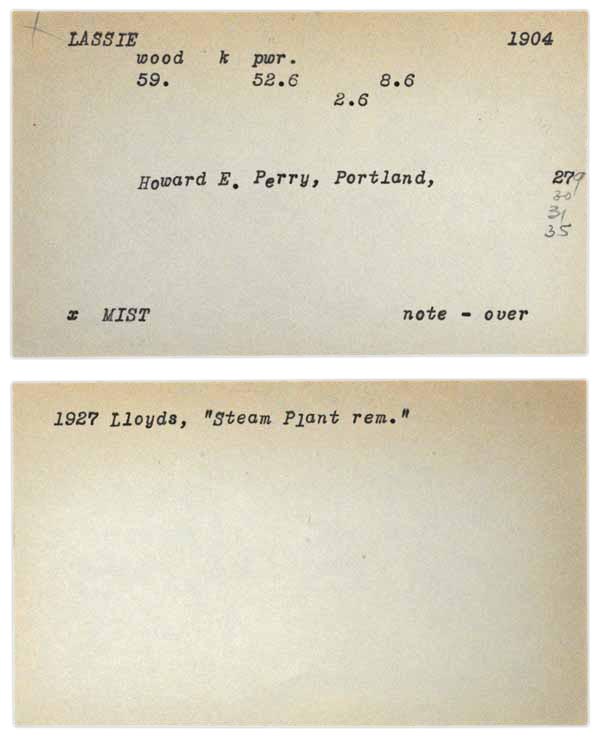 LASSIE 1904
wood k pwr.
59. 52.6 8.6
2.6
Howard E. Perry, Portland, 279
30
31
35
x MIST note - over
1927 Lloyds, "Steam Plant rem."